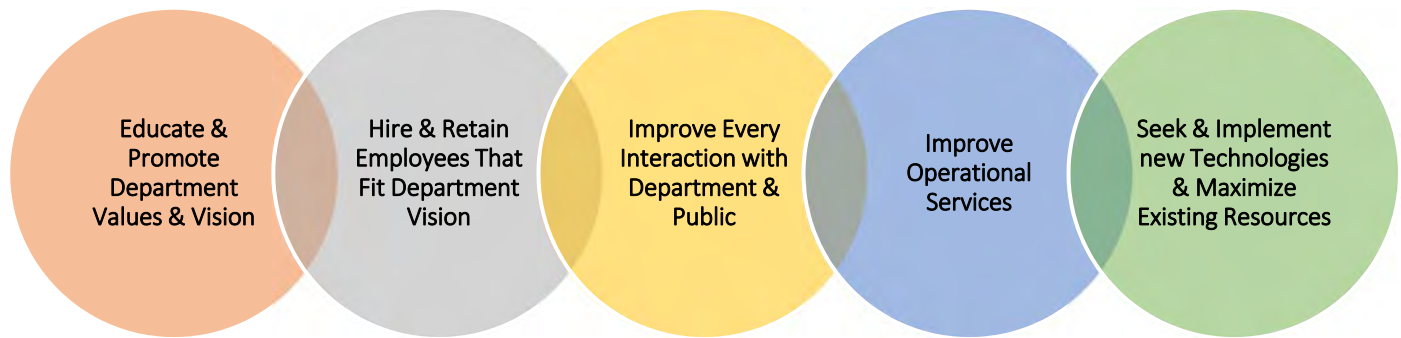 Educate &
Promote
Department
Values & Vision
Hire & Retain
Employees That
Fit Department
Vision
Improve Every
Interaction with
Department &
Public
Improve
Operational
Services
Seek & Implement
new Technologies
& Maximize
Existing Resources